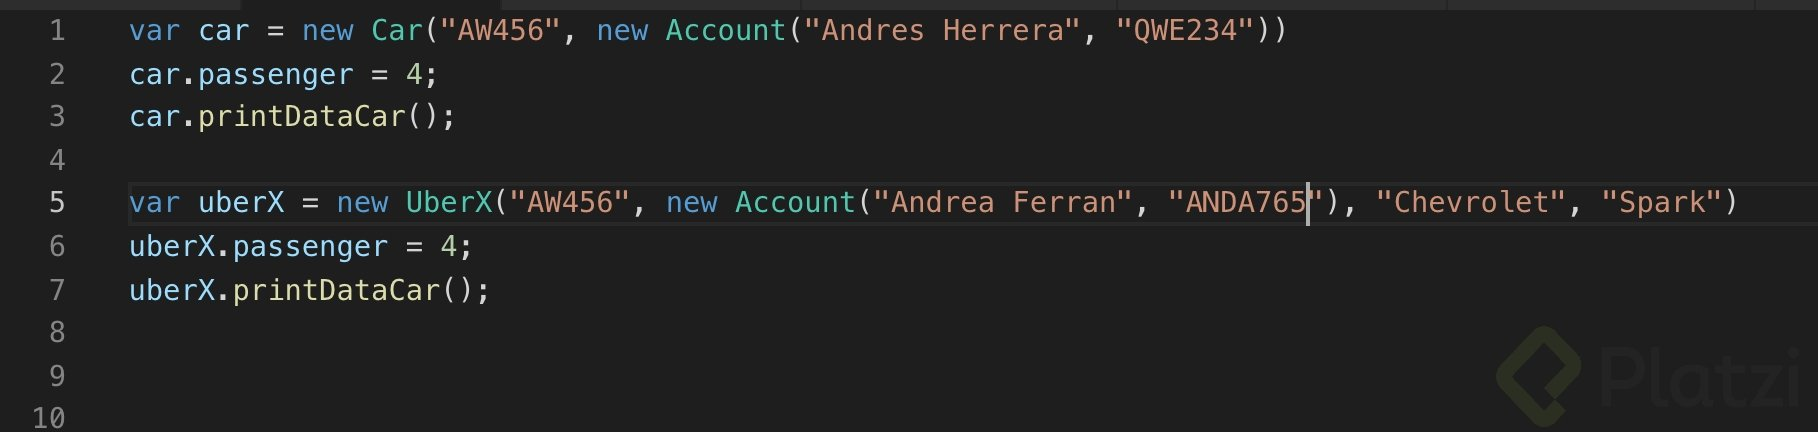 1 var car = new Car("AW456", new Account("Andres Herrera", "QWE234"))
2 car.passenger = 4;
3 car.printDataCar();
4
5 var uberX = new UberX("AW456", new Account("Andrea Ferran", "ANDA765"), "Chevrolet", "Spark")
6 uberX.passenger = 4;
7 uberX.printDataCar();
8
9
10
Platzi